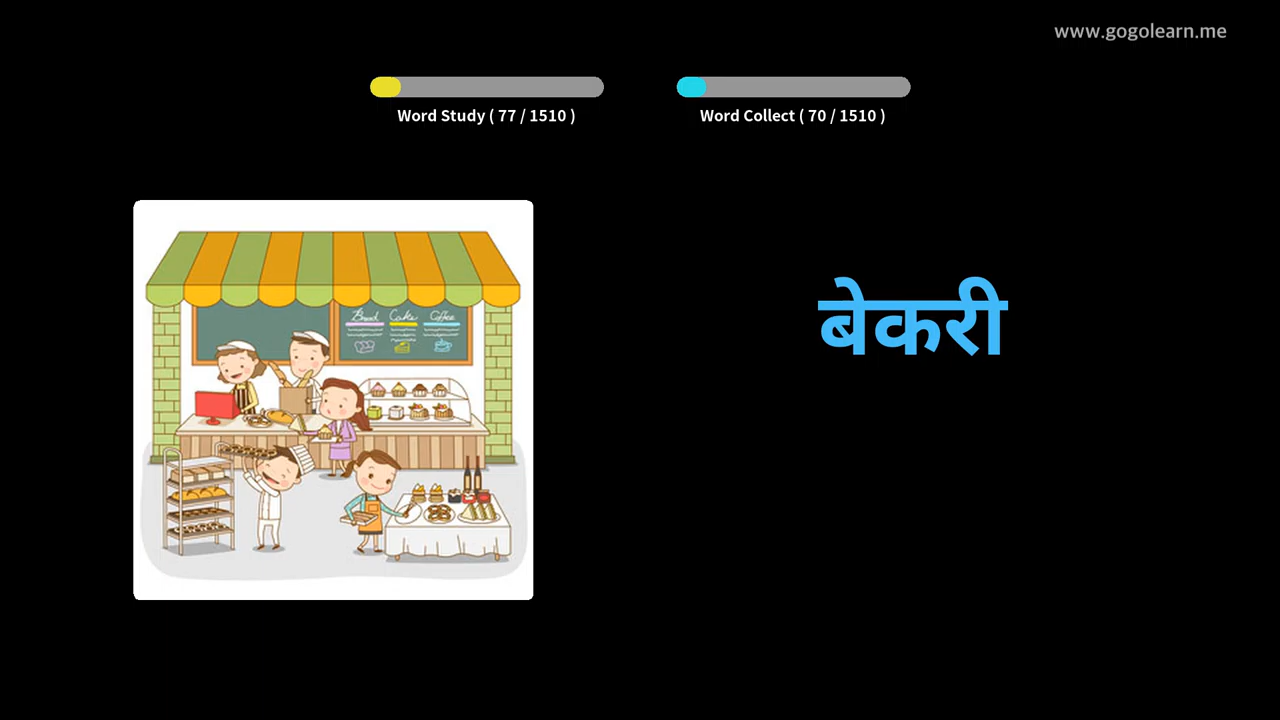 www.gogolearn.me
Word Study ( 77 / 1510 )
Word Collect ( 70 / 1510 )
Bread Cake Coffee
बेकरी